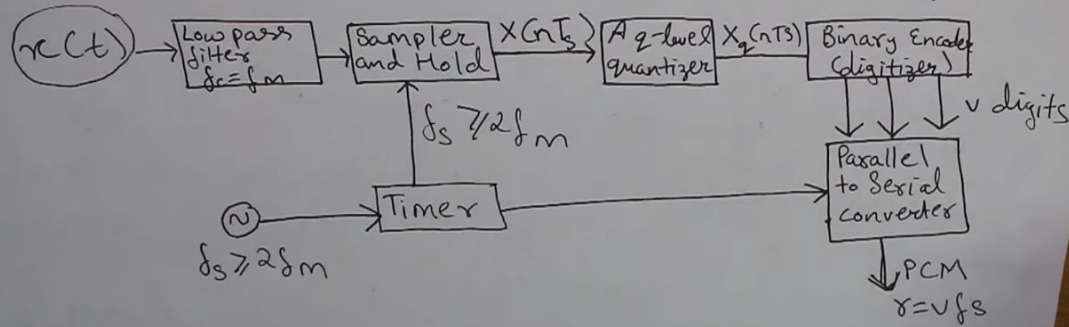 x(t)
Low pass
filter
fc=fm
Sampler
and Hold
X(nTs)
A q-level
quantizer
Xq(nTs)
Binary Encoder
(digitizer)
v digits
fs ≥ 2fm
Parallel
to Serial
converter
Timer
~
fs ≥ 2fm
PCM
r = v fs